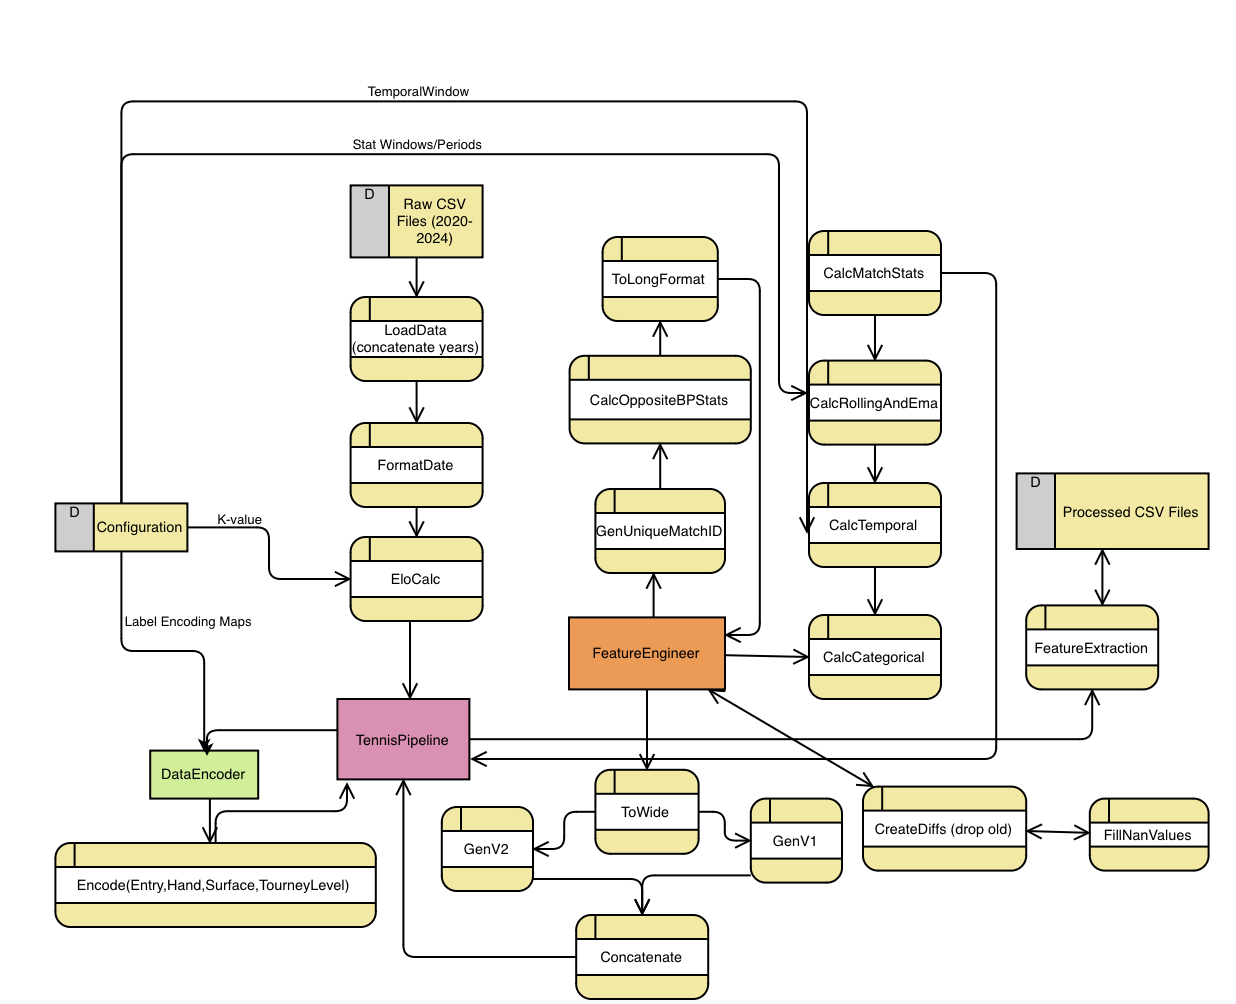 TemporalWindow
Stat Windows/Periods
D
Raw CSV
Files (2020-
2024)
ToLongFormat
CalcMatchStats
LoadData
(concatenate years)
CalcOppositeBPStats
CalcRollingAndEma
FormatDate
D
Configuration
K-value
GenUniqueMatchID
CalcTemporal
D
Processed CSV Files
EloCalc
Label Encoding Maps
FeatureEngineer
CalcCategorical
FeatureExtraction
TennisPipeline
DataEncoder
ToWide
GenV2
GenV1
CreateDiffs (drop old)
FillNanValues
Encode(Entry,Hand,Surface,TourneyLevel)
Concatenate